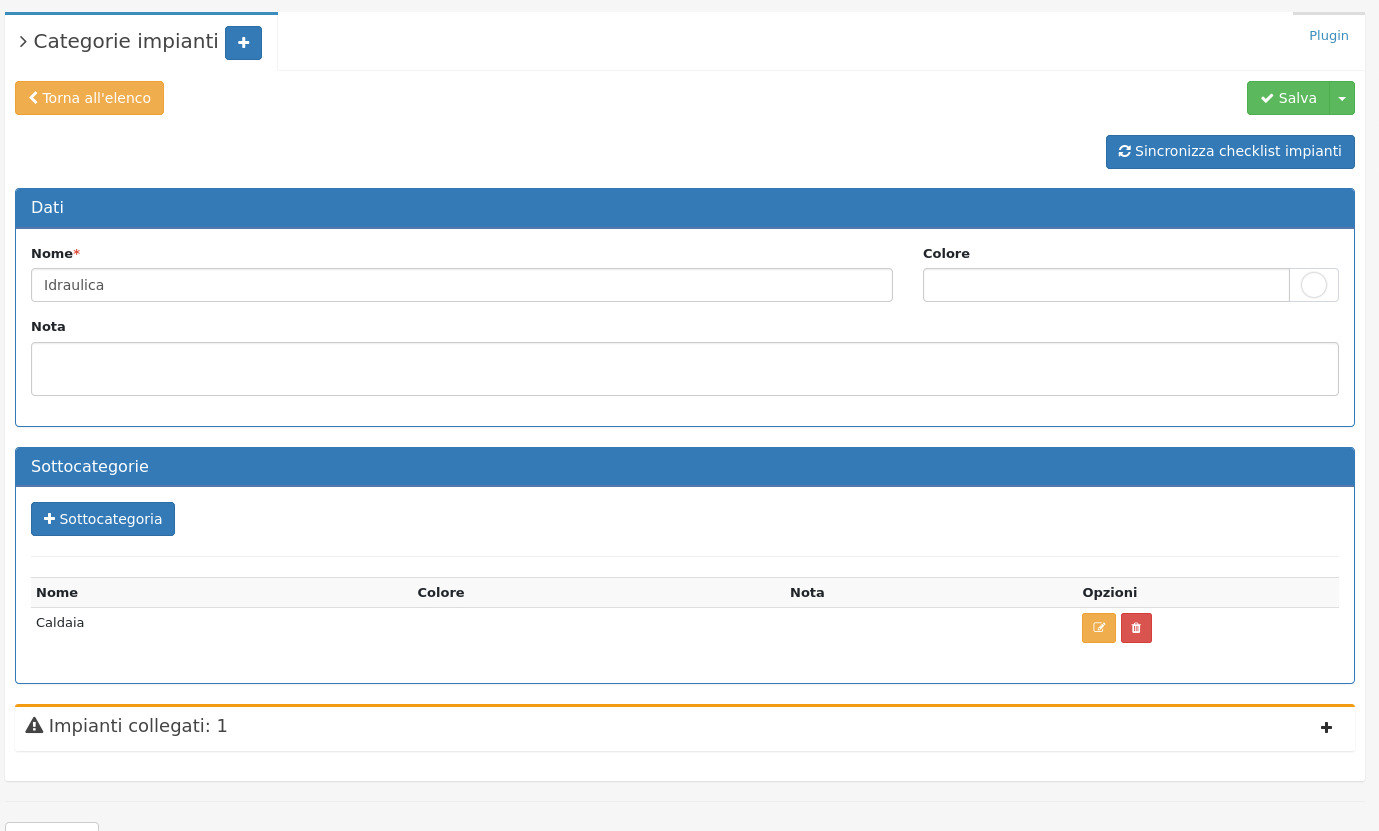 Categorie impianti
Plugin
Torna all'elenco
Salva
Sincronizza checklist impianti
Dati
Nome*
Colore
Idraulica
Nota
Sottocategorie
Sottocategoria
Nome Colore Nota Opzioni
Caldaia
Impianti collegati: 1